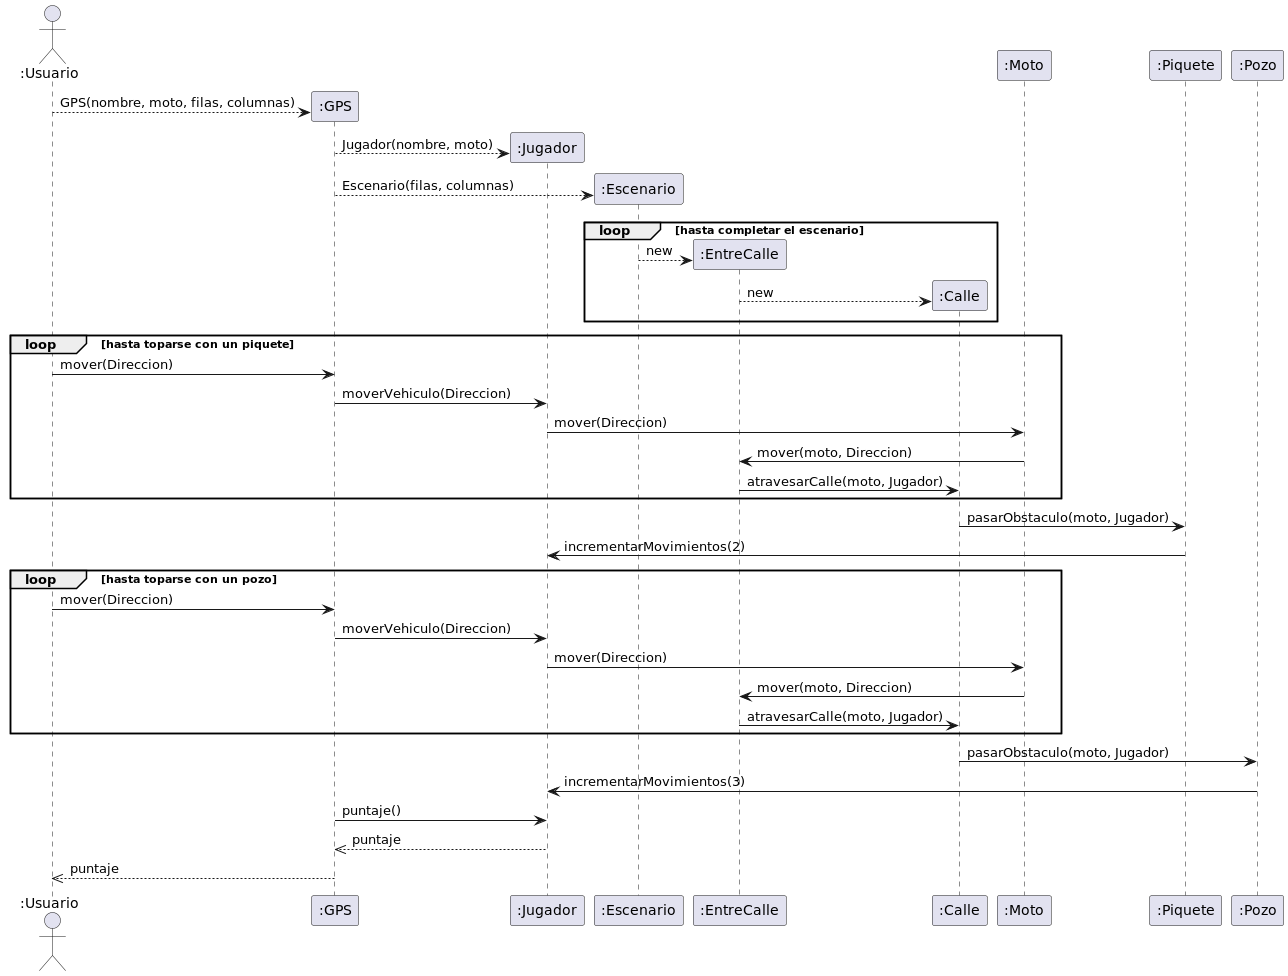 :Usuario
:Moto
:Piquete
:Pozo
GPS(nombre, moto, filas, columnas)
:GPS
Jugador(nombre, moto)
:Jugador
Escenario(filas, columnas)
:Escenario
loop
[hasta completar el escenario]
new
:EntreCalle
new
:Calle
loop
[hasta toparse con un piquete]
mover(Direccion)
moverVehiculo(Direccion)
mover(Direccion)
mover(moto, Direccion)
atravesarCalle(moto, Jugador)
pasarObstaculo(moto, Jugador)
incrementarMovimientos(2)
loop
[hasta toparse con un pozo]
mover(Direccion)
moverVehiculo(Direccion)
mover(Direccion)
mover(moto, Direccion)
atravesarCalle(moto, Jugador)
pasarObstaculo(moto, Jugador)
incrementarMovimientos(3)
puntaje()
puntaje
puntaje
:Usuario
:GPS
:Jugador
:Escenario
:EntreCalle
:Calle
:Moto
:Piquete
:Pozo